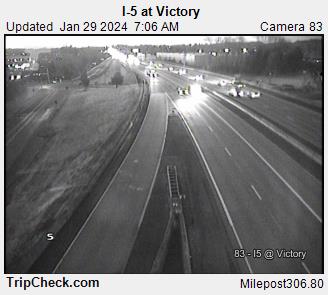 I-5 at Victory
Updated Jan 29 2024 7:06 AM Camera 83
S
83 - I5 @ Victory
TripCheck.com Milepost306.80